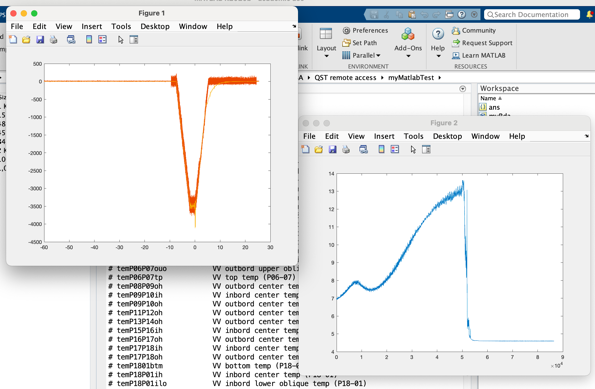 Figure 1
File Edit View Insert Tools Desktop Window Help
500
0
-500
-1000
-1500
-2000
-2500
-3000
-3500
-4000
-4500
-60 -50 -40 -30 -20 -10 0 10 20 30
Search Documentation
Layout
Preferences
Set Path
Parallel
Add-Ons
Help
Community
Request Support
Learn MATLAB
ENVIRONMENT
RESOURCES
QST remote access myMatlabTest
Workspace
Name
ans
Figure 2
File Edit View Insert Tools Desktop Window Help
14
13
12
11
10
9
8
7
6
5
4
0 1 2 3 4 5 6 7 8 9
# temP06P07uo VV outbord upper obli
# temP06P07tp VV top temp (P06-07)
# temP08P09oh VV outbord center tem
# temP09P10ih VV inbord center temp
# temP09P10oh VV outbord center tem
# temP11P12oh VV outbord center tem
# temP13P14oh VV outbord center tem
# temP15P16ih VV inbord center temp
# temP16P17oh VV outbord center tem
# temP17P18ih VV inbord center temp
# temP17P18oh VV outbord center tem
# temP1801btm VV bottom temp (P18-0
# temP18P01ih VV inbord center temp (P18-01)
# temP18P01ilo VV inbord lower oblique temp (P18-01)